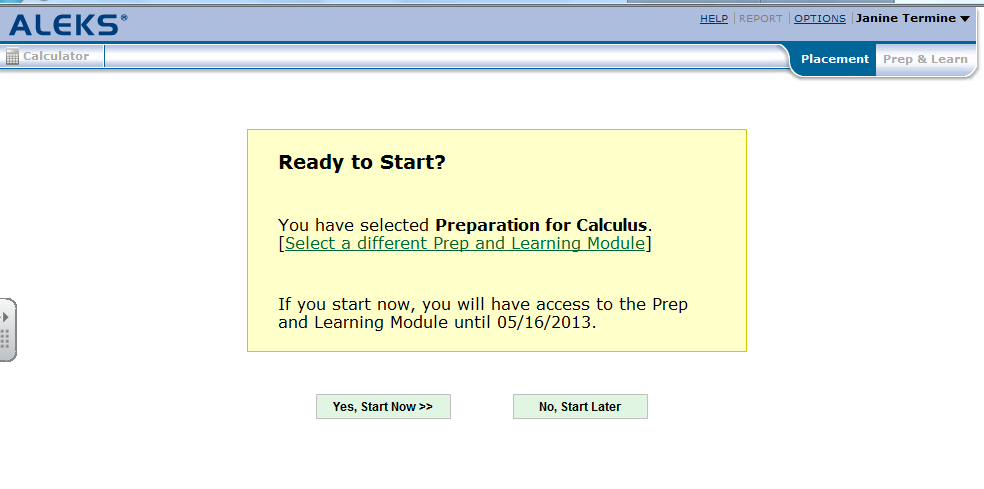 ALEKS®
HELP | REPORT | OPTIONS | Janine Termine
Calculator
Placement
Prep & Learn
Ready to Start?
You have selected Preparation for Calculus.
[Select a different Prep and Learning Module]
If you start now, you will have access to the Prep
and Learning Module until 05/16/2013.
Yes, Start Now >>
No, Start Later